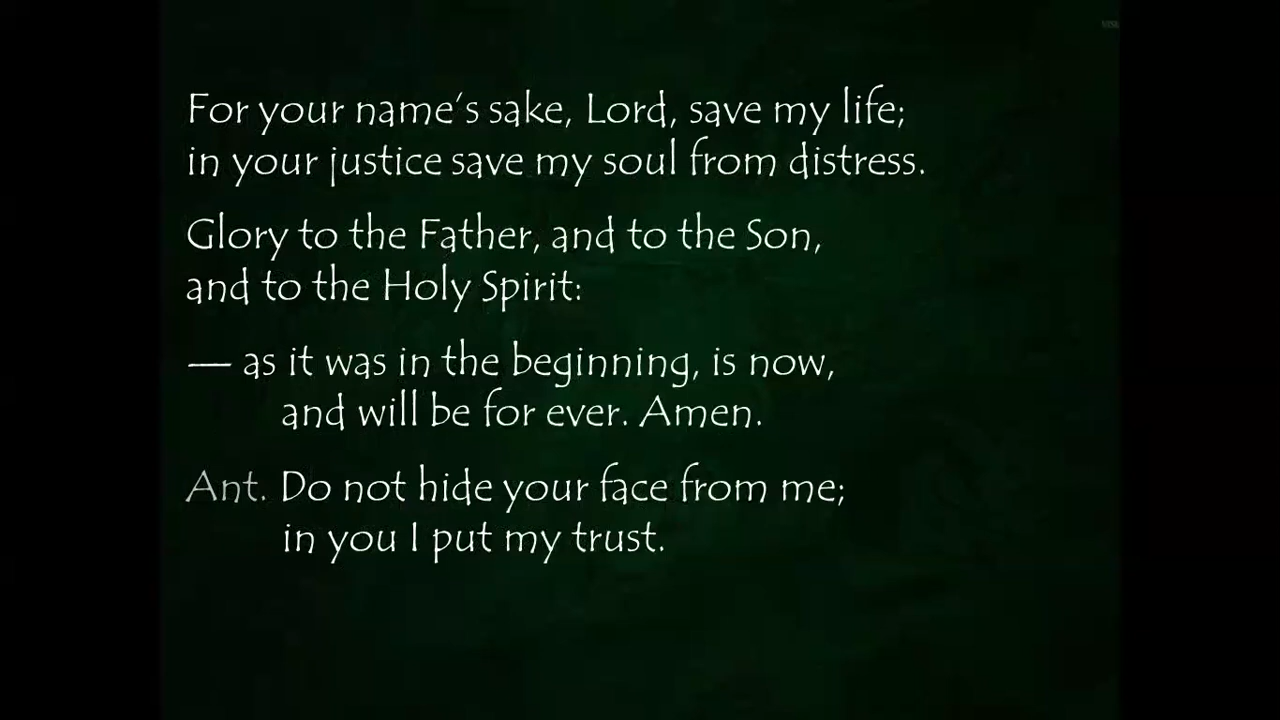 For your name's sake, Lord, save my life;
in your justice save my soul from distress.
Glory to the Father, and to the Son,
and to the Holy Spirit:
— as it was in the beginning, is now,
and will be for ever. Amen.
Ant. Do not hide your face from me;
in you I put my trust.